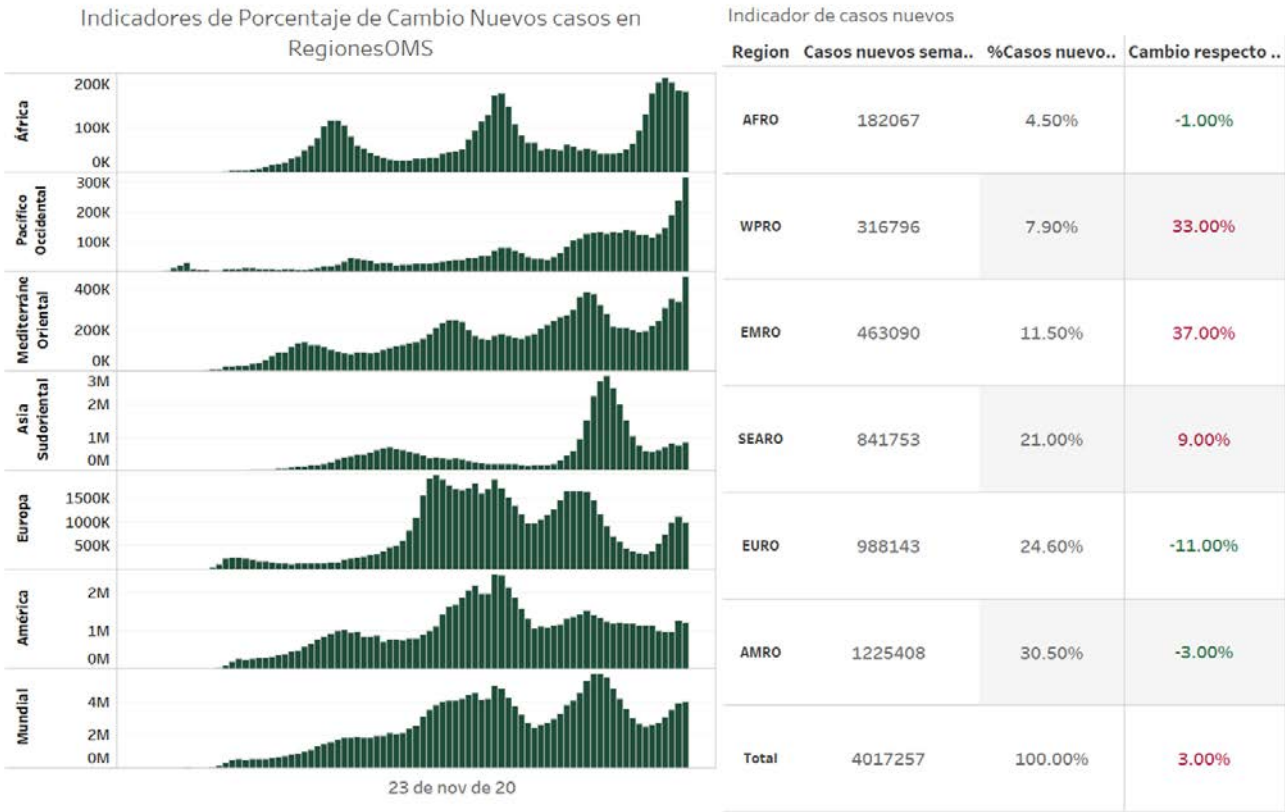 Indicadores de Porcentaje de Cambio Nuevos casos en
RegionesOMS
África
200K
100K
0K
Pacífico
Occidental
300K
200K
100K
Mediterráne
Oriental
400K
200K
0K
Asia
Sudoriental
3M
2M
1M
0M
Europa
1500K
1000K
500K
América
2M
1M
0M
Mundial
4M
2M
0M
23 de nov de 20
Indicador de casos nuevos
Region Casos nuevos sema.. %Casos nuevo.. Cambio respecto ..
AFRO 182067 4.50% -1.00%
WPRO 316796 7.90% 33.00%
EMRO 463090 11.50% 37.00%
SEARO 841753 21.00% 9.00%
EURO 988143 24.60% -11.00%
AMRO 1225408 30.50% -3.00%
Total 4017257 100.00% 3.00%